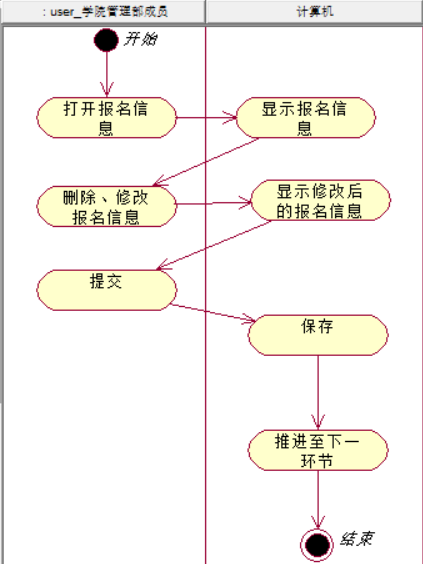 : user_学院管理部成员
计算机
开始
打开报名信
息
显示报名信
息
删除、修改
报名信息
显示修改后
的报名信息
提交
保存
推进至下一
环节
结束